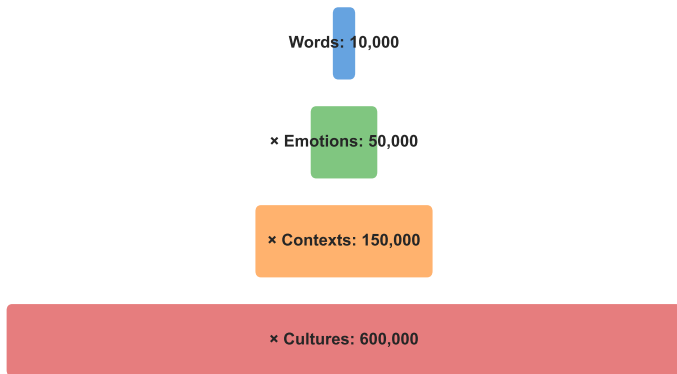 Words: 10,000
× Emotions: 50,000
× Contexts: 150,000
× Cultures: 600,000